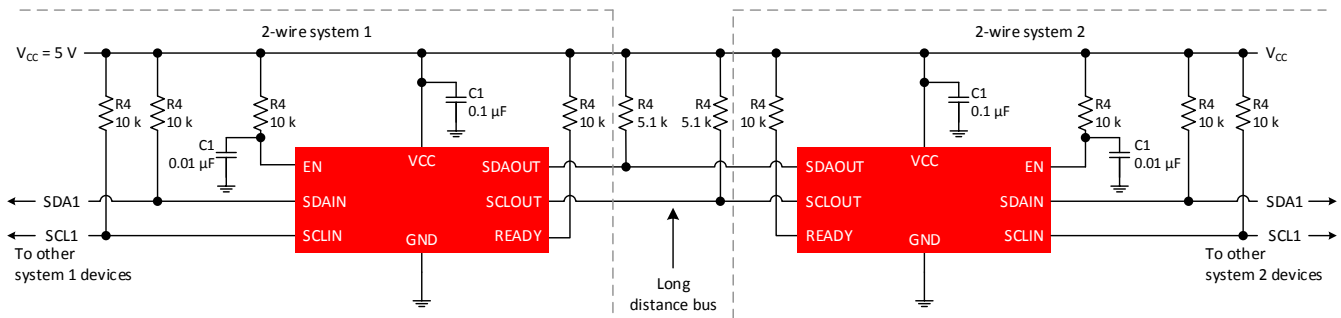 2-wire system 1
2-wire system 2
VCC = 5 V
VCC
R4
10 k
R4
10 k
R4
10 k
C1
0.1 µF
R4
10 k
R4
5.1 k
R4
5.1 k
R4
10 k
C1
0.1 µF
R4
10 k
R4
10 k
R4
10 k
C1
0.01 µF
C1
0.01 µF
EN
VCC
SDAOUT
SDAIN
SCLOUT
SCLIN
GND
READY
SDAOUT
VCC
EN
SCLOUT
SDAIN
READY
GND
SCLIN
SDA1
SCL1
To other
system 1 devices
Long
distance bus
SDA1
SCL1
To other
system 2 devices